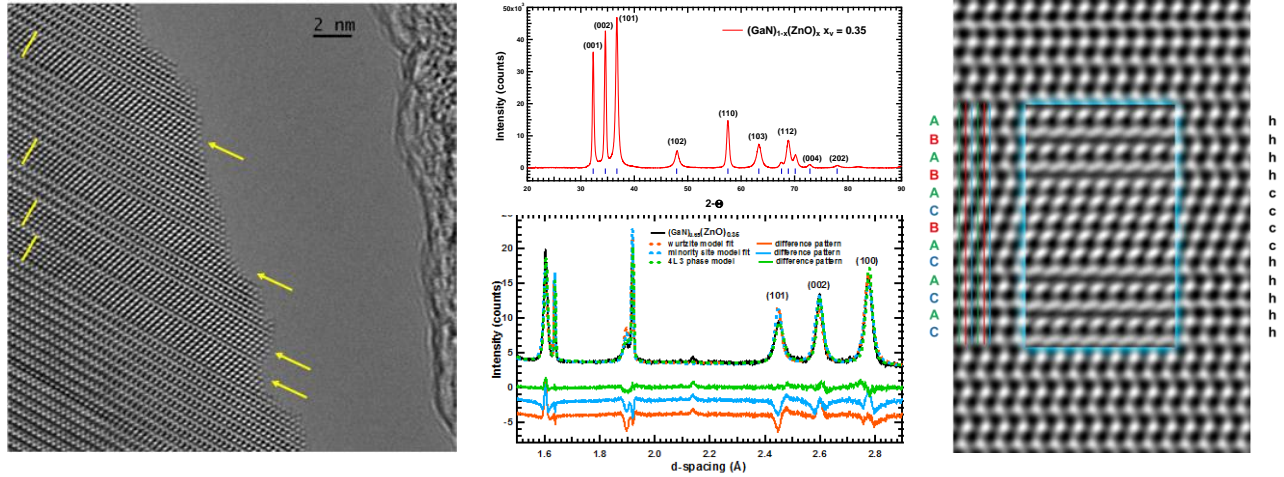 2 nm
50x10³
40
30
20
10
0
Intensity (counts)
(001)
(002)
(101)
(102)
(110)
(103)
(112)
(004)
(202)
(GaN)1-x(ZnO)x xv = 0.35
20 30 40 50 60 70 80 90
2-Θ
25
20
15
10
5
0
-5
Intensity (counts)
(GaN)0.65(ZnO)0.35
wurtzite model fit difference pattern
minority site model fit difference pattern
4L 3 phase model difference pattern
(101)
(002)
(100)
1.6 1.8 2.0 2.2 2.4 2.6 2.8
d-spacing (Å)
A h
B h
A h
B h
A c
C c
B c
A c
C h
A h
C h
A h
C h